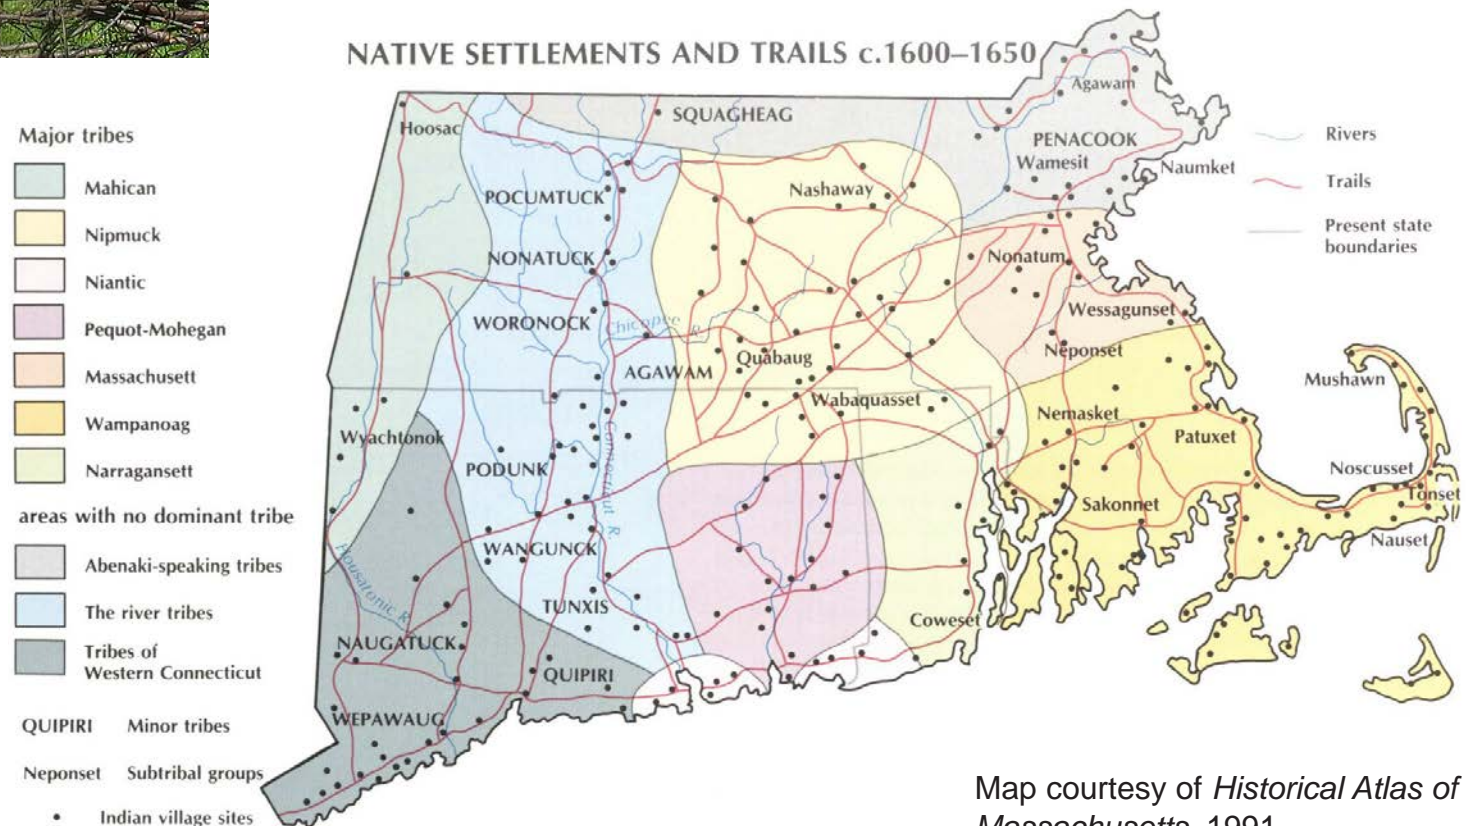 NATIVE SETTLEMENTS AND TRAILS c.1600–1650
Major tribes
Mahican
Nipmuck
Niantic
Pequot-Mohegan
Massachusett
Wampanoag
Narragansett
areas with no dominant tribe
Abenaki-speaking tribes
The river tribes
Tribes of
Western Connecticut
QUIPIRI Minor tribes
Neponset Subtribal groups
• Indian village sites
Rivers
Trails
Present state
boundaries
Hoosac
SQUAGHEAG
Agawam
PENACOOK
Wamesit
Naumket
POCUMTUCK
Nashaway
NONATUCK
Nonatum
WORONOCK
Chicopee R.
Wessagunset
Neponset
AGAWAM
Quabaug
Mushawn
Wabaquasset
Nemasket
Wyachtonok
Patuxet
PODUNK
Connecticut R.
Noscusset
Tonset
Sakonnet
Nauset
WANGUNCK
Housatonic R.
TUNXIS
Coweset
NAUGATUCK
QUIPIRI
WEPAWAUG
Map courtesy of Historical Atlas of
Massachusetts, 1991